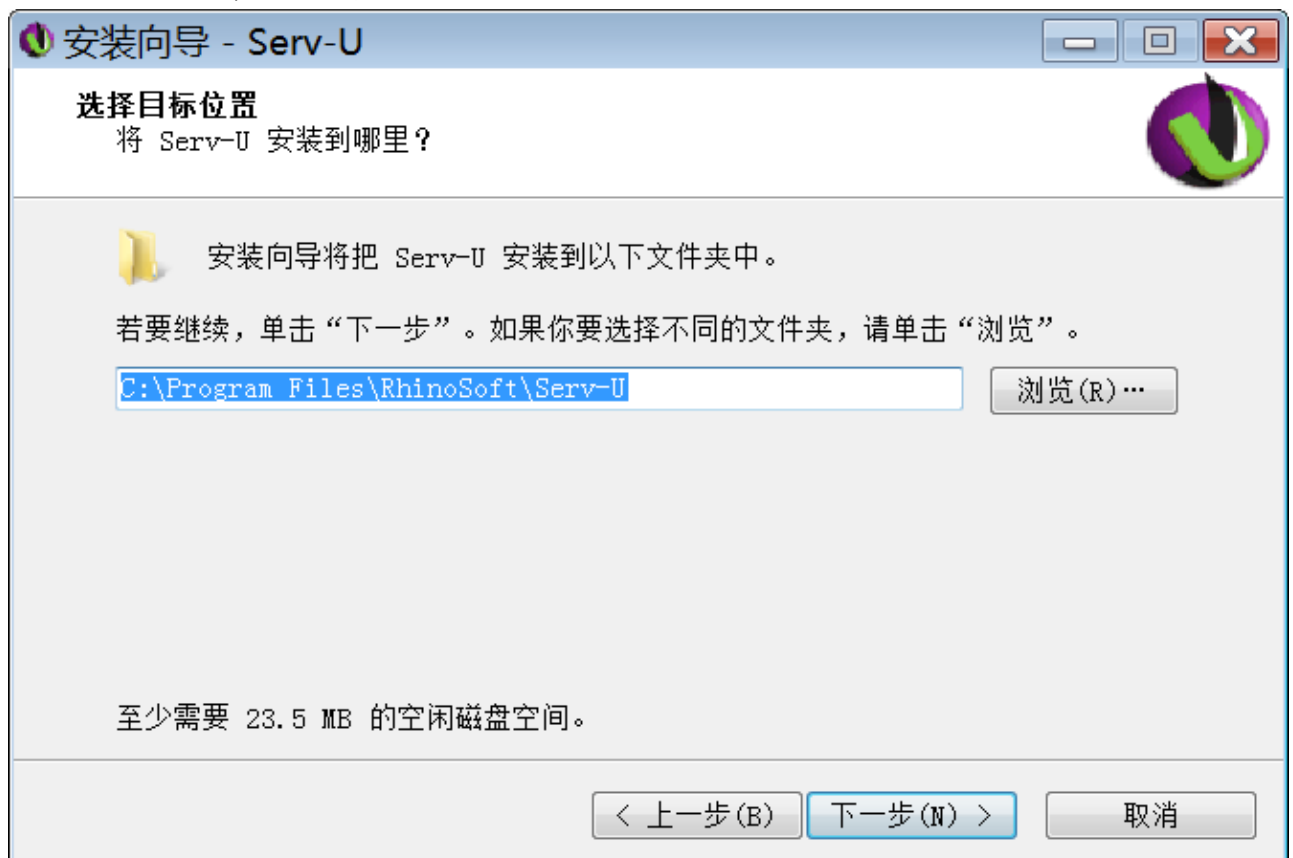 安装向导 - Serv-U
选择目标位置
将 Serv-U 安装到哪里？
安装向导将把 Serv-U 安装到以下文件夹中。
若要继续，单击“下一步”。如果你要选择不同的文件夹，请单击“浏览”。
C:\Program Files\RhinoSoft\Serv-U
浏览(R)…
至少需要 23.5 MB 的空闲磁盘空间。
< 上一步(B) 下一步(N) > 取消